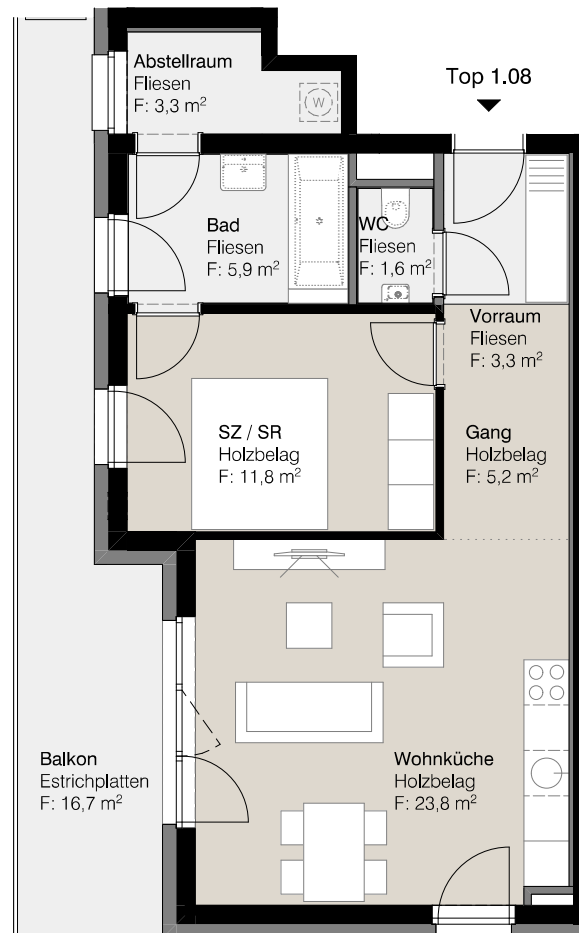 Abstellraum
Fliesen
F: 3,3 m²
W
Top 1.08
Bad
Fliesen
F: 5,9 m²
WC
Fliesen
F: 1,6 m²
Vorraum
Fliesen
F: 3,3 m²
SZ / SR
Holzbelag
F: 11,8 m²
Gang
Holzbelag
F: 5,2 m²
Balkon
Estrichplatten
F: 16,7 m²
Wohnküche
Holzbelag
F: 23,8 m²